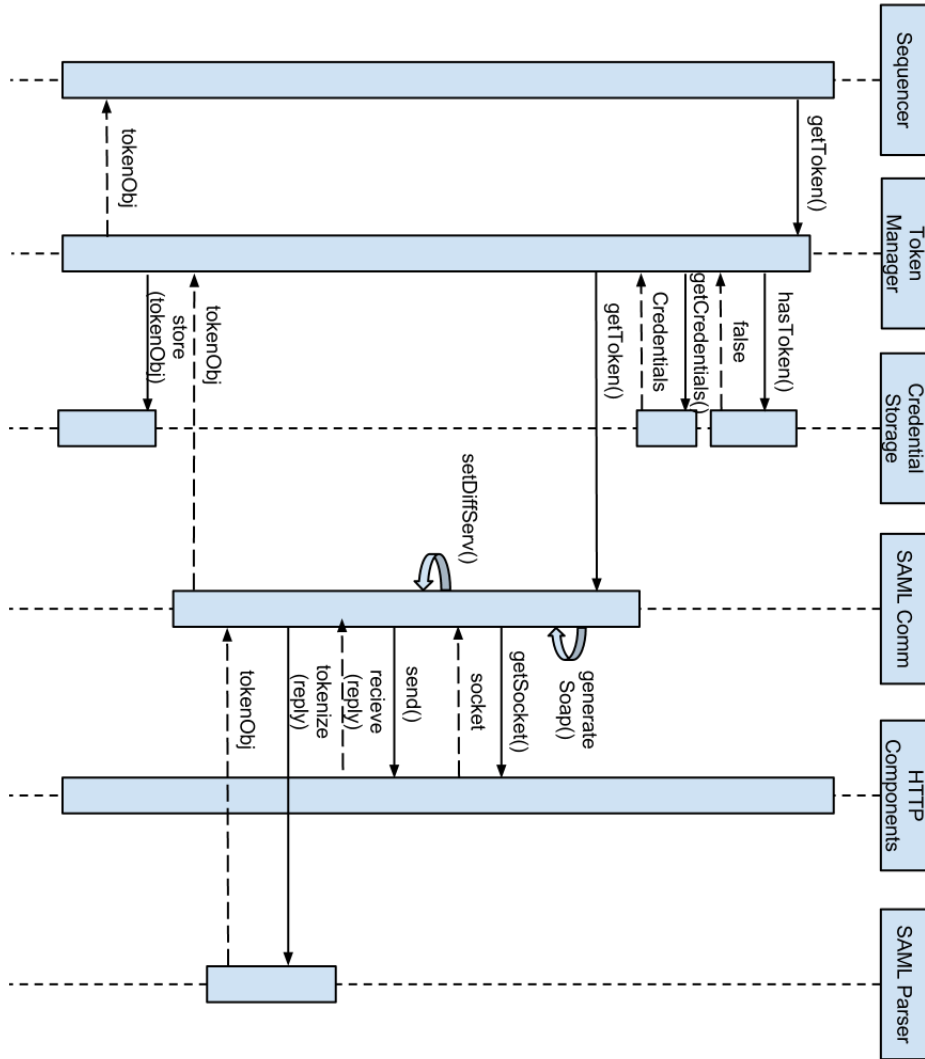 Sequencer
Token
Manager
Credential
Storage
SAML Comm
HTTP
Components
SAML Parser
getToken()
hasToken()
false
getCredentials()
Credentials
getToken()
generate
Soap()
getSocket()
socket
setDiffServ()
send()
recieve
(reply)
tokenize
(reply)
tokenObj
tokenObj
store
(tokenObj)
tokenObj